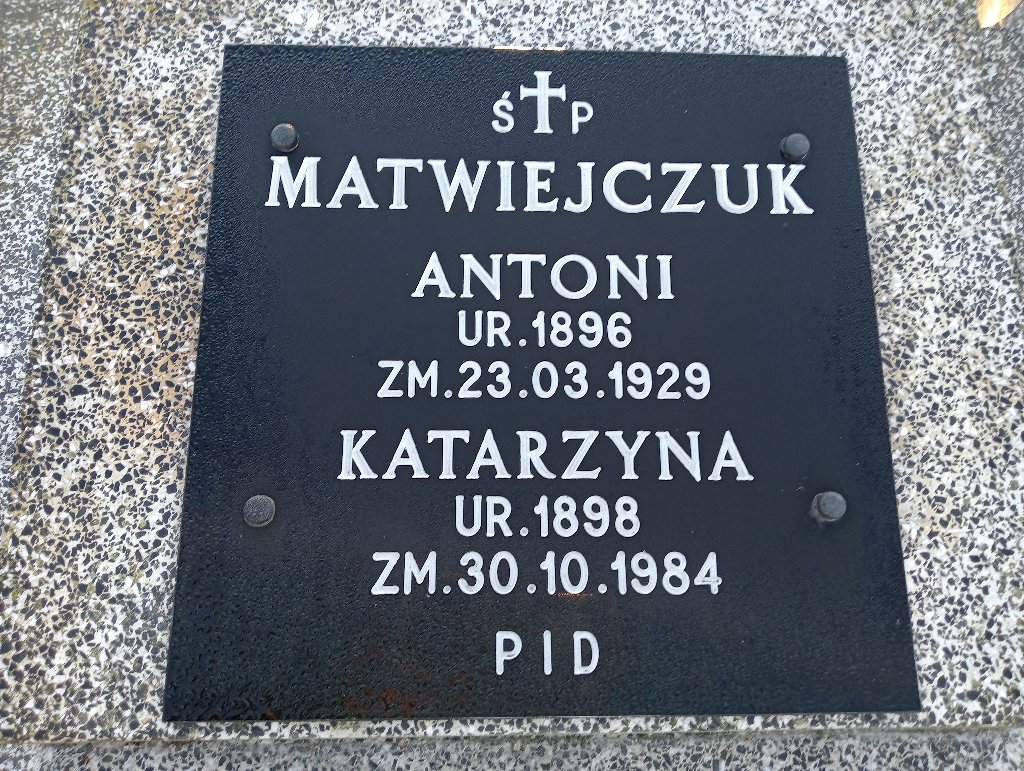 Ś✝P
MATWIEJCZUK
ANTONI
UR.1896
ZM.23.03.1929
KATARZYNA
UR.1898
ZM.30.10.1984
PID